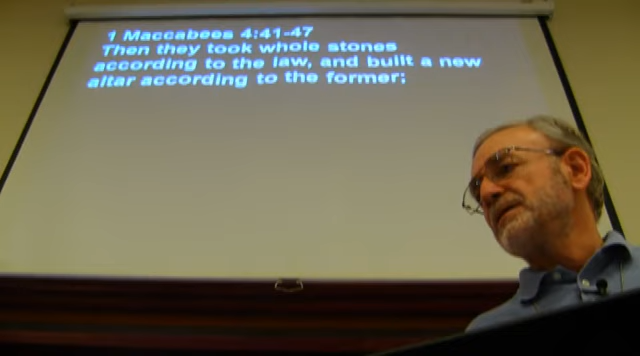 1 Maccabees 4:41-47
Then they took whole stones
according to the law, and built a new
altar according to the former;